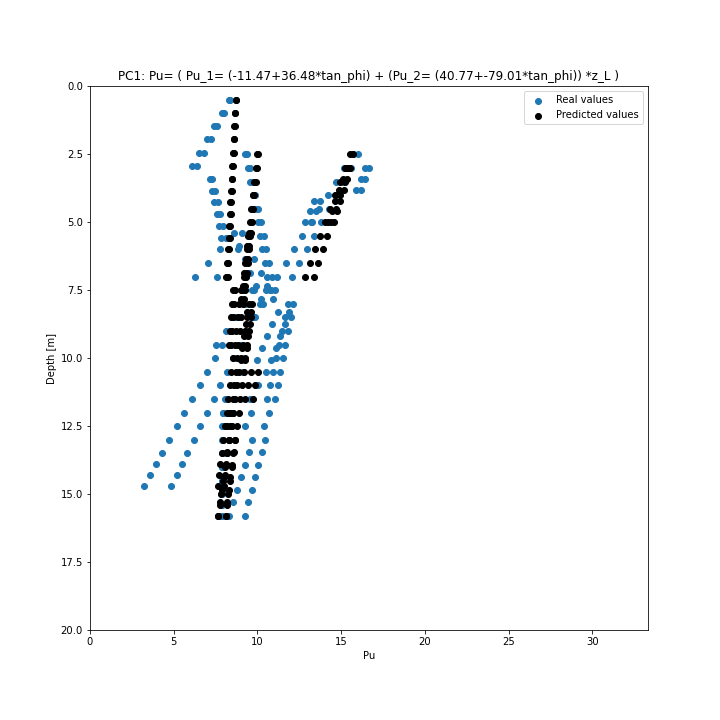 PC1: Pu= ( Pu_1= (-11.47+36.48*tan_phi) + (Pu_2= (40.77+-79.01*tan_phi)) *z_L )
Real values
Predicted values
0.0
2.5
5.0
7.5
10.0
12.5
15.0
17.5
20.0
Depth [m]
0 5 10 15 20 25 30
Pu